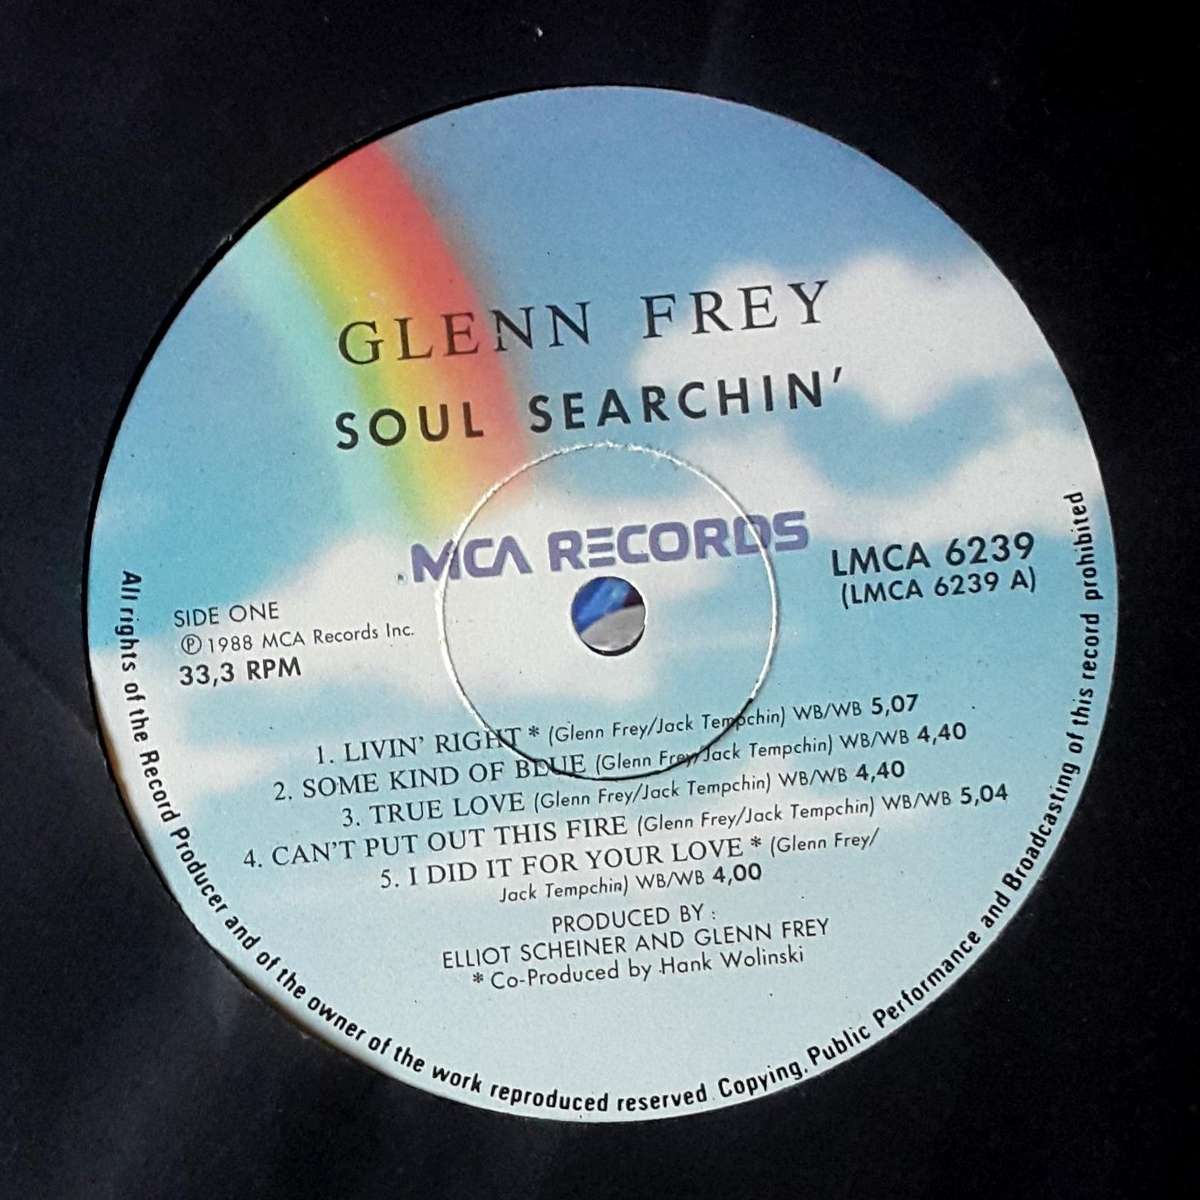 GLENN FREY
SOUL SEARCHIN'
MCA RECORDS
LMCA 6239
(LMCA 6239 A)
SIDE ONE
Ⓟ 1988 MCA Records Inc.
33,3 RPM
1. LIVIN' RIGHT * (Glenn Frey/Jack Tempchin) WB/WB 5,07
2. SOME KIND OF BLUE (Glenn Frey/Jack Tempchin) WB/WB 4,40
3. TRUE LOVE (Glenn Frey/Jack Tempchin) WB/WB 4,40
4. CAN'T PUT OUT THIS FIRE (Glenn Frey/Jack Tempchin) WB/WB 5,04
5. I DID IT FOR YOUR LOVE * (Glenn Frey/
Jack Tempchin) WB/WB 4,00
PRODUCED BY :
ELLIOT SCHEINER AND GLENN FREY
* Co-Produced by Hank Wolinski
All rights of the Record Producer and of the owner of the work reproduced reserved. Copying, Public Performance and Broadcasting of this record prohibited